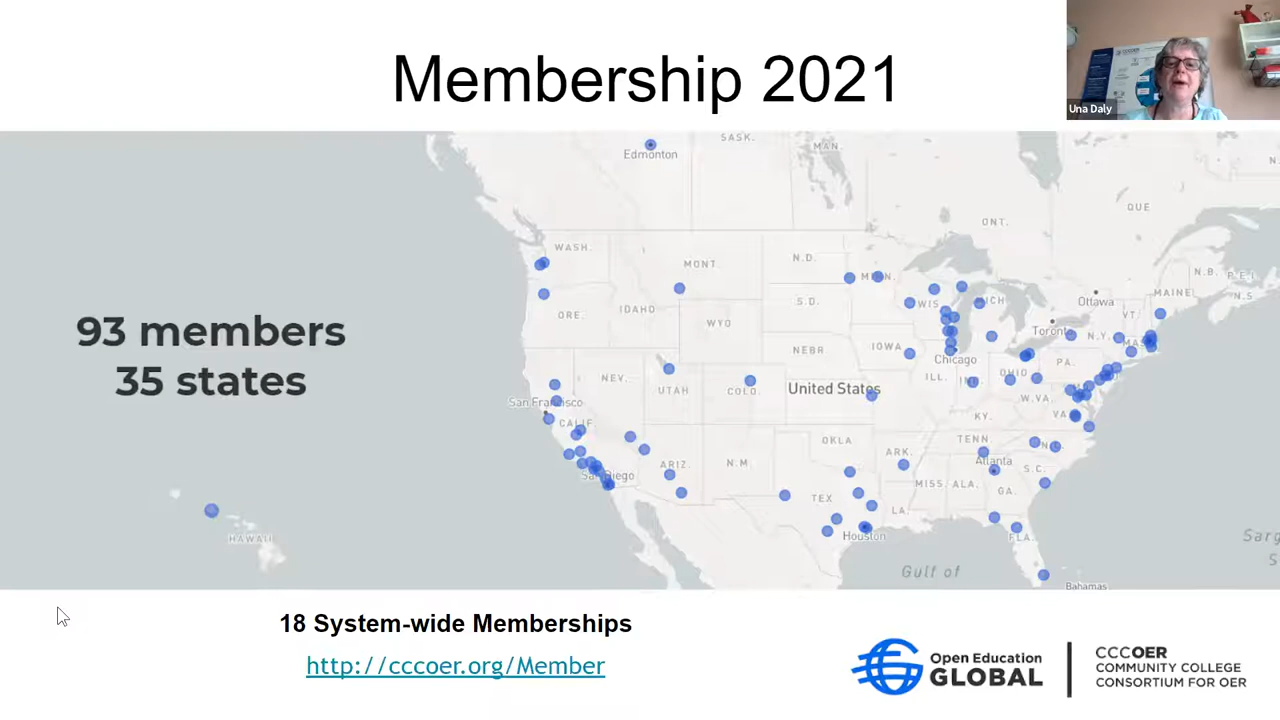 Membership 2021
Una Daly
CCCOER
SASK.
MAN.
Edmonton
QUE
ONT.
WASH.
MONT.
N.D.
MINN.
N.B.
P.E.I.
N.S.
MAINE
Ottawa
ORE.
IDAHO
WYO
S.D.
WIS
MICH
Toronto
VT.
N.Y.
MASS
93 members
35 states
NEBR
IOWA
Chicago
PA.
NEV.
UTAH
COLO.
United States
ILL.
IND
OHIO
W.VA.
San Francisco
CALIF
KY.
VA
OKLA
TENN.
N.C.
San Diego
ARIZ.
N.M.
ARK.
Atlanta
S.C.
MISS.
ALA.
GA.
TEX
LA.
HAWAII
Houston
FLA.
Gulf of
Bahamas
18 System-wide Memberships
http://cccoer.org/Member
Open Education
GLOBAL
CCCOER
COMMUNITY COLLEGE
CONSORTIUM FOR OER